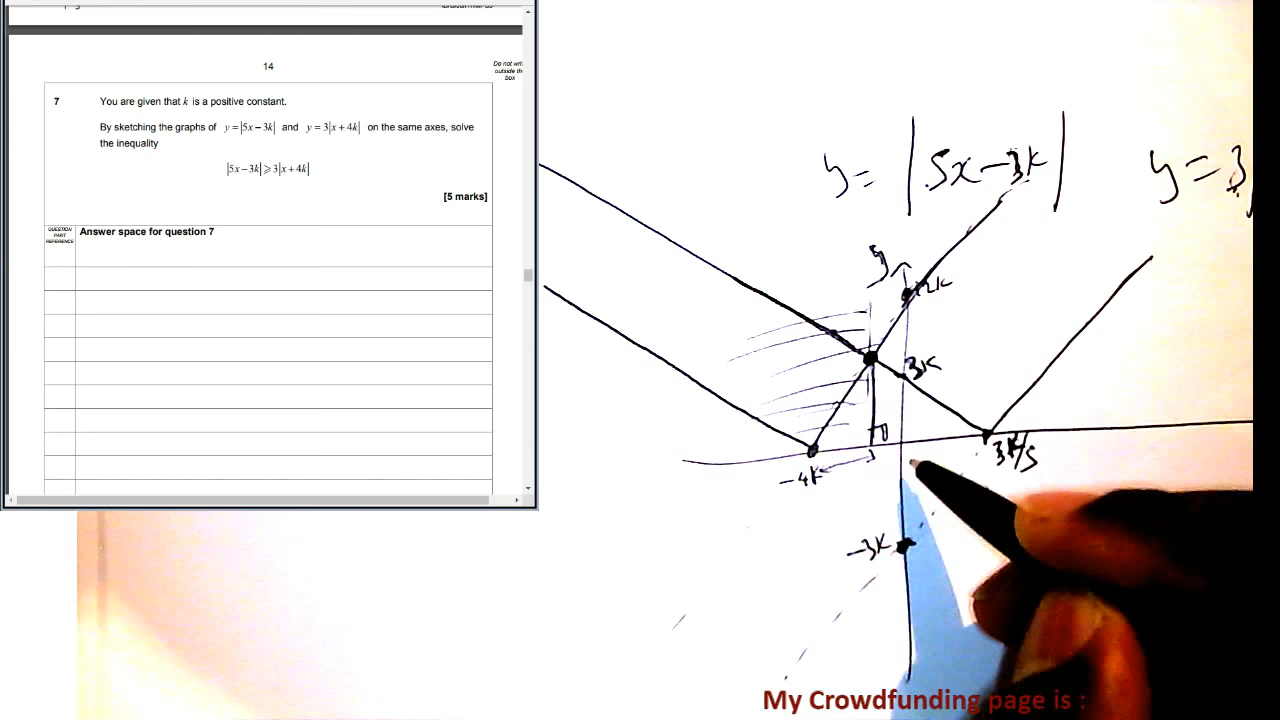 14
Do not write
outside the
box
7 You are given that k is a positive constant.
By sketching the graphs of y = |5x − 3k| and y = 3|x + 4k| on the same axes, solve
the inequality
|5x − 3k| ⩾ 3|x + 4k|
[5 marks]
QUESTION
PART
REFERENCE
Answer space for question 7
y = |5x − 3k|
y = 3
y
12k
3k
3k/5
-4k
-3k
My Crowdfunding page is :